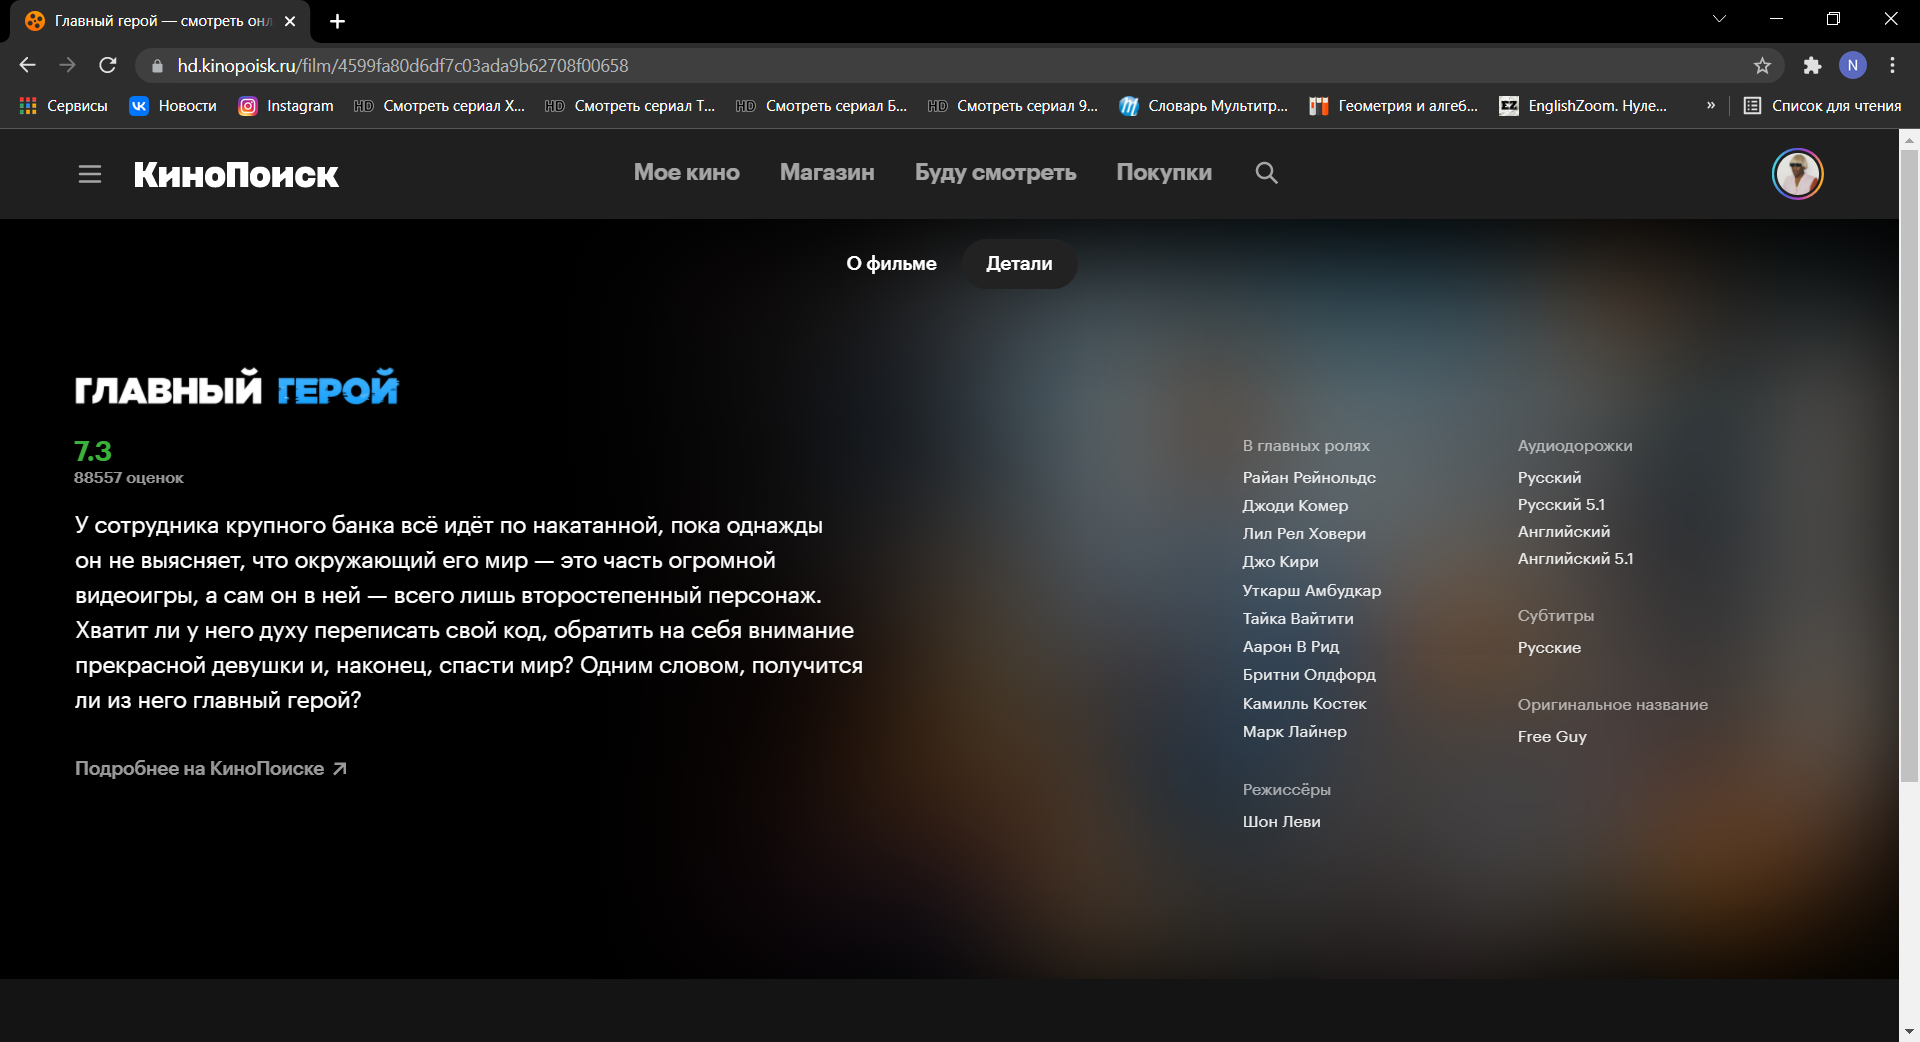 Главный герой — смотреть онл
hd.kinopoisk.ru/film/4599fa80d6df7c03ada9b62708f00658
N
Сервисы
Новости
Instagram
HD Смотреть сериал Х...
HD Смотреть сериал Т...
HD Смотреть сериал Б...
HD Смотреть сериал 9...
Словарь Мультитр...
Геометрия и алгеб...
EZ EnglishZoom. Нуле...
»
Список для чтения
КиноПоиск
Мое кино
Магазин
Буду смотреть
Покупки
О фильме
Детали
ГЛАВНЫЙ ГЕРОЙ
7.3
88557 оценок
У сотрудника крупного банка всё идёт по накатанной, пока однажды
он не выясняет, что окружающий его мир — это часть огромной
видеоигры, а сам он в ней — всего лишь второстепенный персонаж.
Хватит ли у него духу переписать свой код, обратить на себя внимание
прекрасной девушки и, наконец, спасти мир? Одним словом, получится
ли из него главный герой?
Подробнее на КиноПоиске
В главных ролях
Райан Рейнольдс
Джоди Комер
Лил Рел Ховери
Джо Кири
Уткарш Амбудкар
Тайка Вайтити
Аарон В Рид
Бритни Олдфорд
Камилль Костек
Марк Лайнер
Режиссёры
Шон Леви
Аудиодорожки
Русский
Русский 5.1
Английский
Английский 5.1
Субтитры
Русские
Оригинальное название
Free Guy